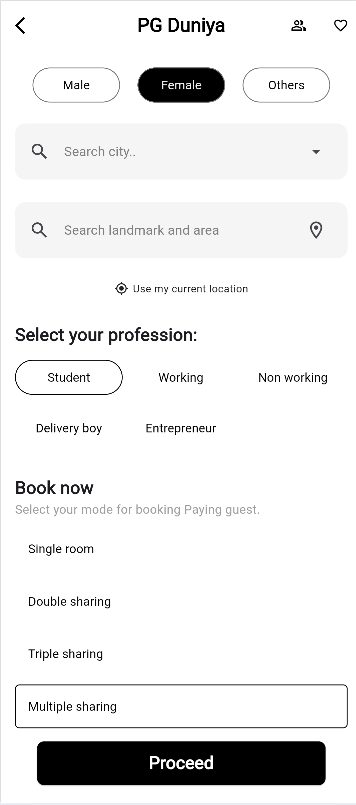 PG Duniya
Male Female Others
Search city..
Search landmark and area
Use my current location
Select your profession:
Student Working Non working
Delivery boy Entrepreneur
Book now
Select your mode for booking Paying guest.
Single room
Double sharing
Triple sharing
Multiple sharing
Proceed